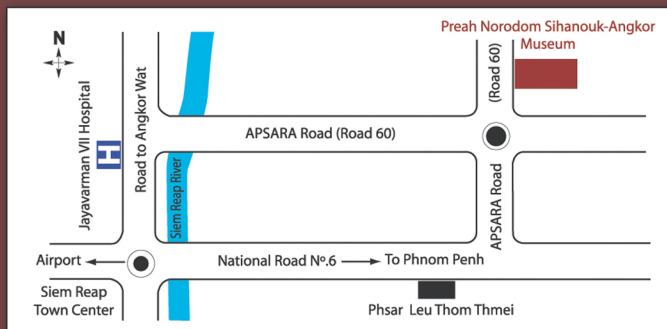 Preah Norodom Sihanouk-Angkor
Museum
N
(Road 60)
Road to Angkor Wat
Jayavarman VII Hospital
H
APSARA Road (Road 60)
Siem Reap River
APSARA Road
Airport
National Road Nº.6
To Phnom Penh
Siem Reap
Town Center
Phsar Leu Thom Thmei